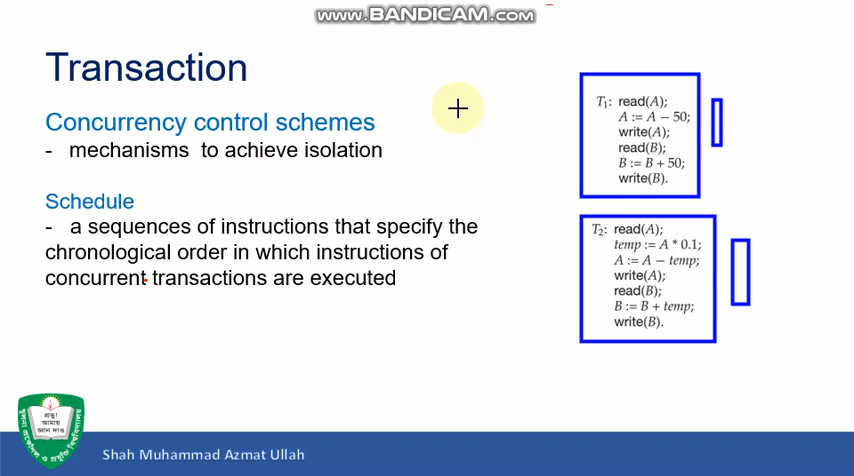 www.BANDICAM.com
Transaction
Concurrency control schemes
- mechanisms to achieve isolation
Schedule
- a sequences of instructions that specify the
chronological order in which instructions of
concurrent transactions are executed
T1: read(A);
A := A − 50;
write(A);
read(B);
B := B + 50;
write(B).
T2: read(A);
temp := A * 0.1;
A := A − temp;
write(A);
read(B);
B := B + temp;
write(B).
প্রভু!
আমায়
জ্ঞান দাও
Shah Muhammad Azmat Ullah